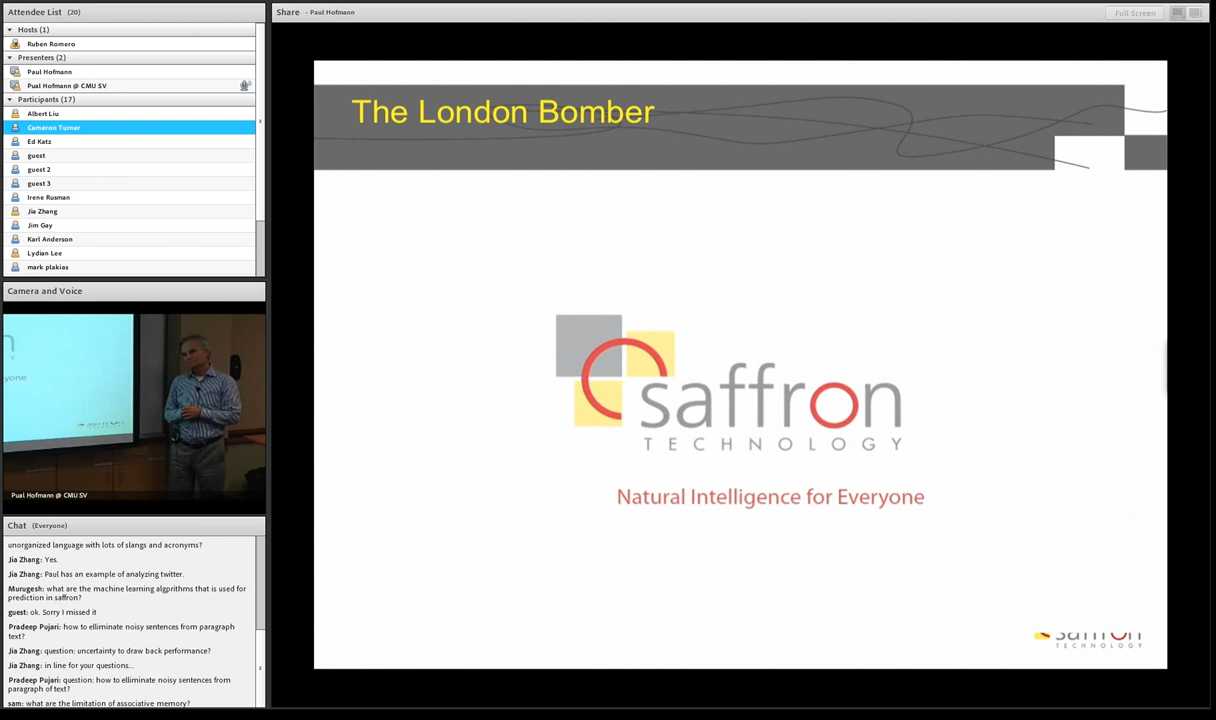 Attendee List (20)
Hosts (1)
Ruben Romero
Presenters (2)
Paul Hofmann
Pual Hofmann @ CMU SV
Participants (17)
Albert Liu
Cameron Turner
Ed Katz
guest
guest 2
guest 3
Irene Rusman
Jia Zhang
Jim Gay
Karl Anderson
Lydian Lee
mark plakias
Camera and Voice
Pual Hofmann @ CMU SV
Chat (Everyone)
unorganized language with lots of slangs and acronyms?
Jia Zhang: Yes.
Jia Zhang: Paul has an example of analyzing twitter.
Murugesh: what are the machine learning algprithms that is used for
prediction in saffron?
guest: ok. Sorry I missed it
Pradeep Pujari: how to elliminate noisy sentences from paragraph
text?
Jia Zhang: question: uncertainty to draw back performance?
Jia Zhang: in line for your questions...
Pradeep Pujari: question: how to elliminate noisy sentences from
paragraph of text?
sam: what are the limitation of associative memory?
Share - Paul Hofmann
Full Screen
The London Bomber
saffron
TECHNOLOGY
Natural Intelligence for Everyone
saffron
TECHNOLOGY